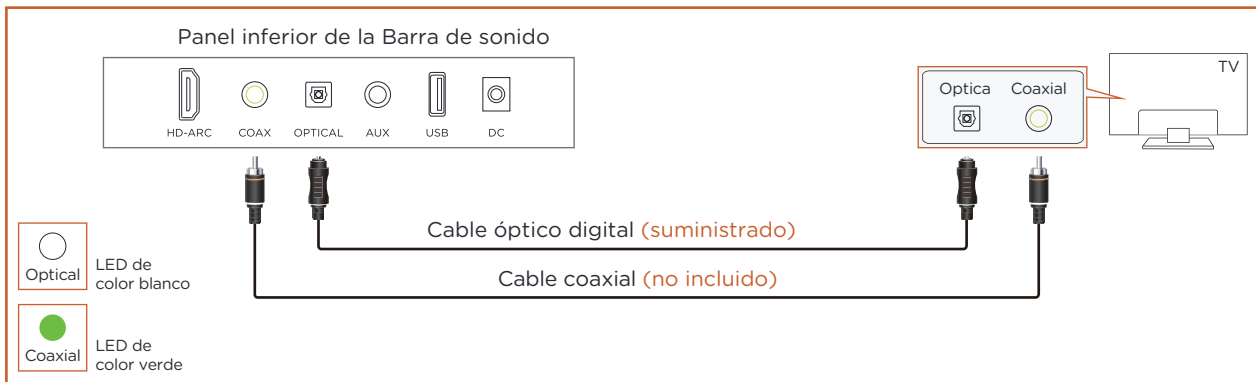 Panel inferior de la Barra de sonido
HD-ARC COAX OPTICAL AUX USB DC
Optica Coaxial
TV
Cable óptico digital (suministrado)
Cable coaxial (no incluido)
Optical
LED de
color blanco
Coaxial
LED de
color verde